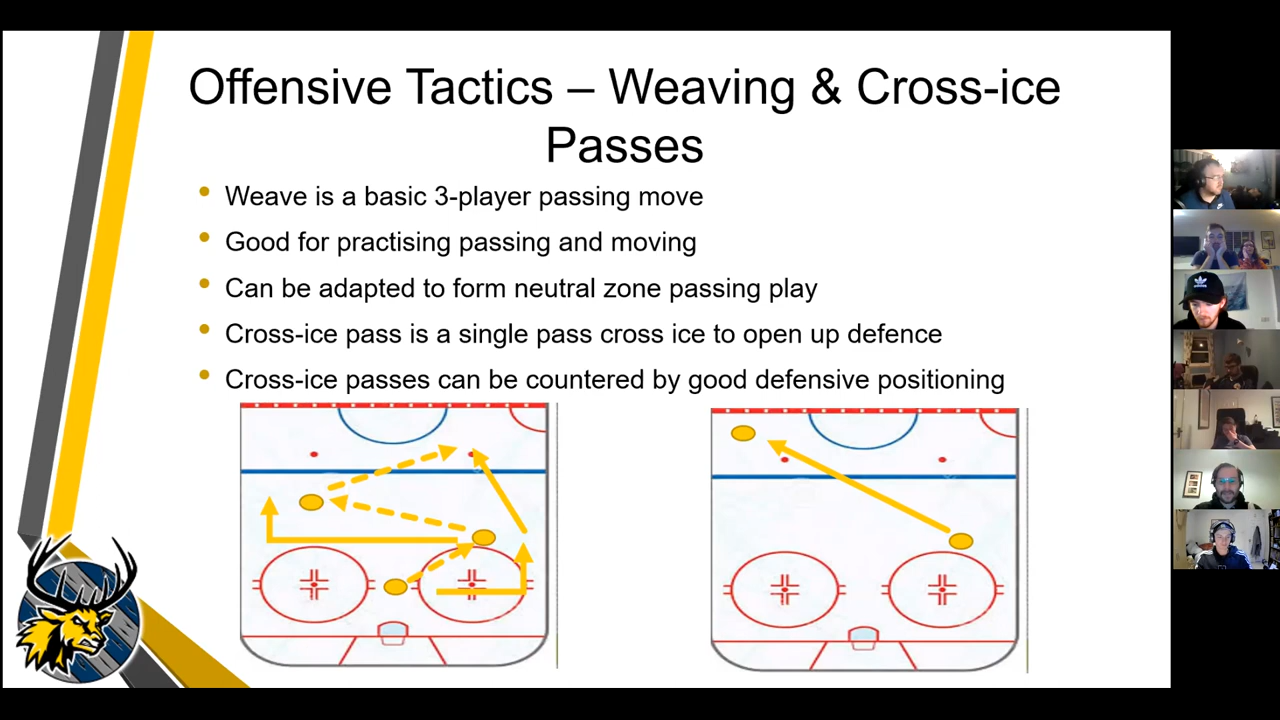 Offensive Tactics – Weaving & Cross-ice
Passes
Weave is a basic 3-player passing move
Good for practising passing and moving
Can be adapted to form neutral zone passing play
Cross-ice pass is a single pass cross ice to open up defence
Cross-ice passes can be countered by good defensive positioning